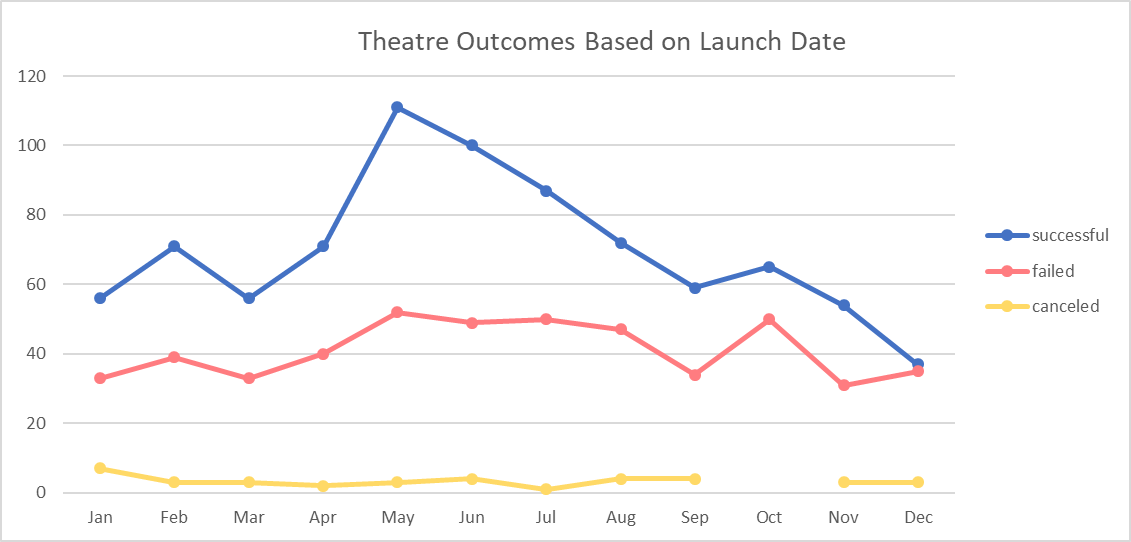 Theatre Outcomes Based on Launch Date
120
100
80
60
40
20
0
Jan Feb Mar Apr May Jun Jul Aug Sep Oct Nov Dec
successful
failed
canceled